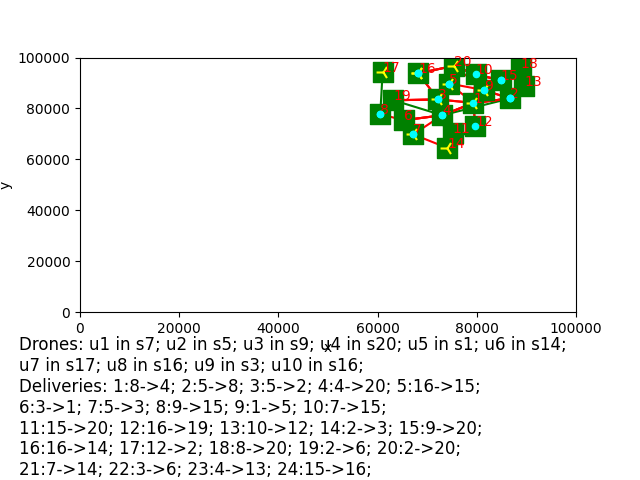 100000
80000
60000
40000
20000
0
y
0 20000 40000 60000 80000 100000
x
17
20
19
12
Drones: u1 in s7; u2 in s5; u3 in s9; u4 in s20; u5 in s1; u6 in s14;
u7 in s17; u8 in s16; u9 in s3; u10 in s16;
Deliveries: 1:8->4; 2:5->8; 3:5->2; 4:4->20; 5:16->15;
6:3->1; 7:5->3; 8:9->15; 9:1->5; 10:7->15;
11:15->20; 12:16->19; 13:10->12; 14:2->3; 15:9->20;
16:16->14; 17:12->2; 18:8->20; 19:2->6; 20:2->20;
21:7->14; 22:3->6; 23:4->13; 24:15->16;